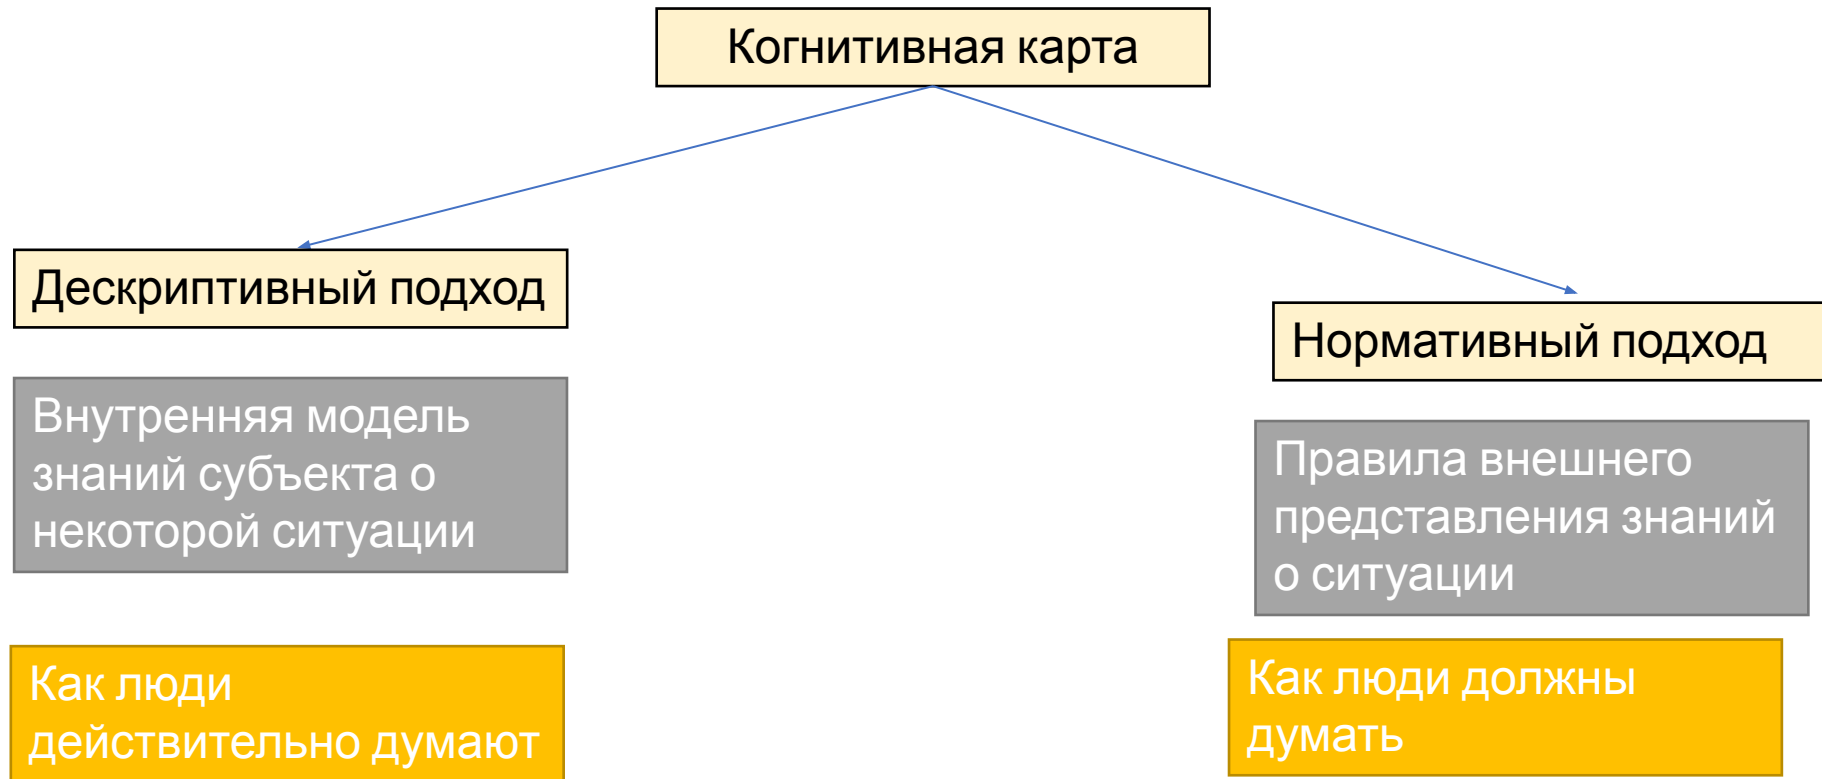 Когнитивная карта
Дескриптивный подход
Внутренняя модель
знаний субъекта о
некоторой ситуации
Как люди
действительно думают
Нормативный подход
Правила внешнего
представления знаний
о ситуации
Как люди должны
думать